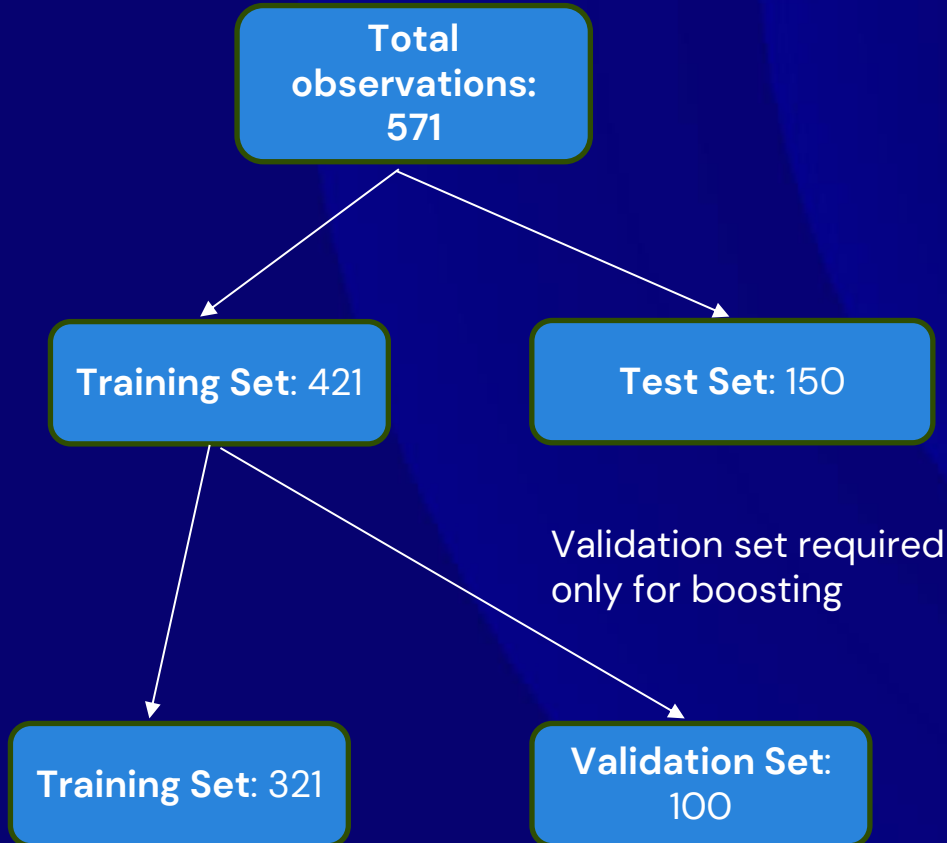 Total
observations:
571
Training Set: 421
Test Set: 150
Validation set required
only for boosting
Training Set: 321
Validation Set:
100